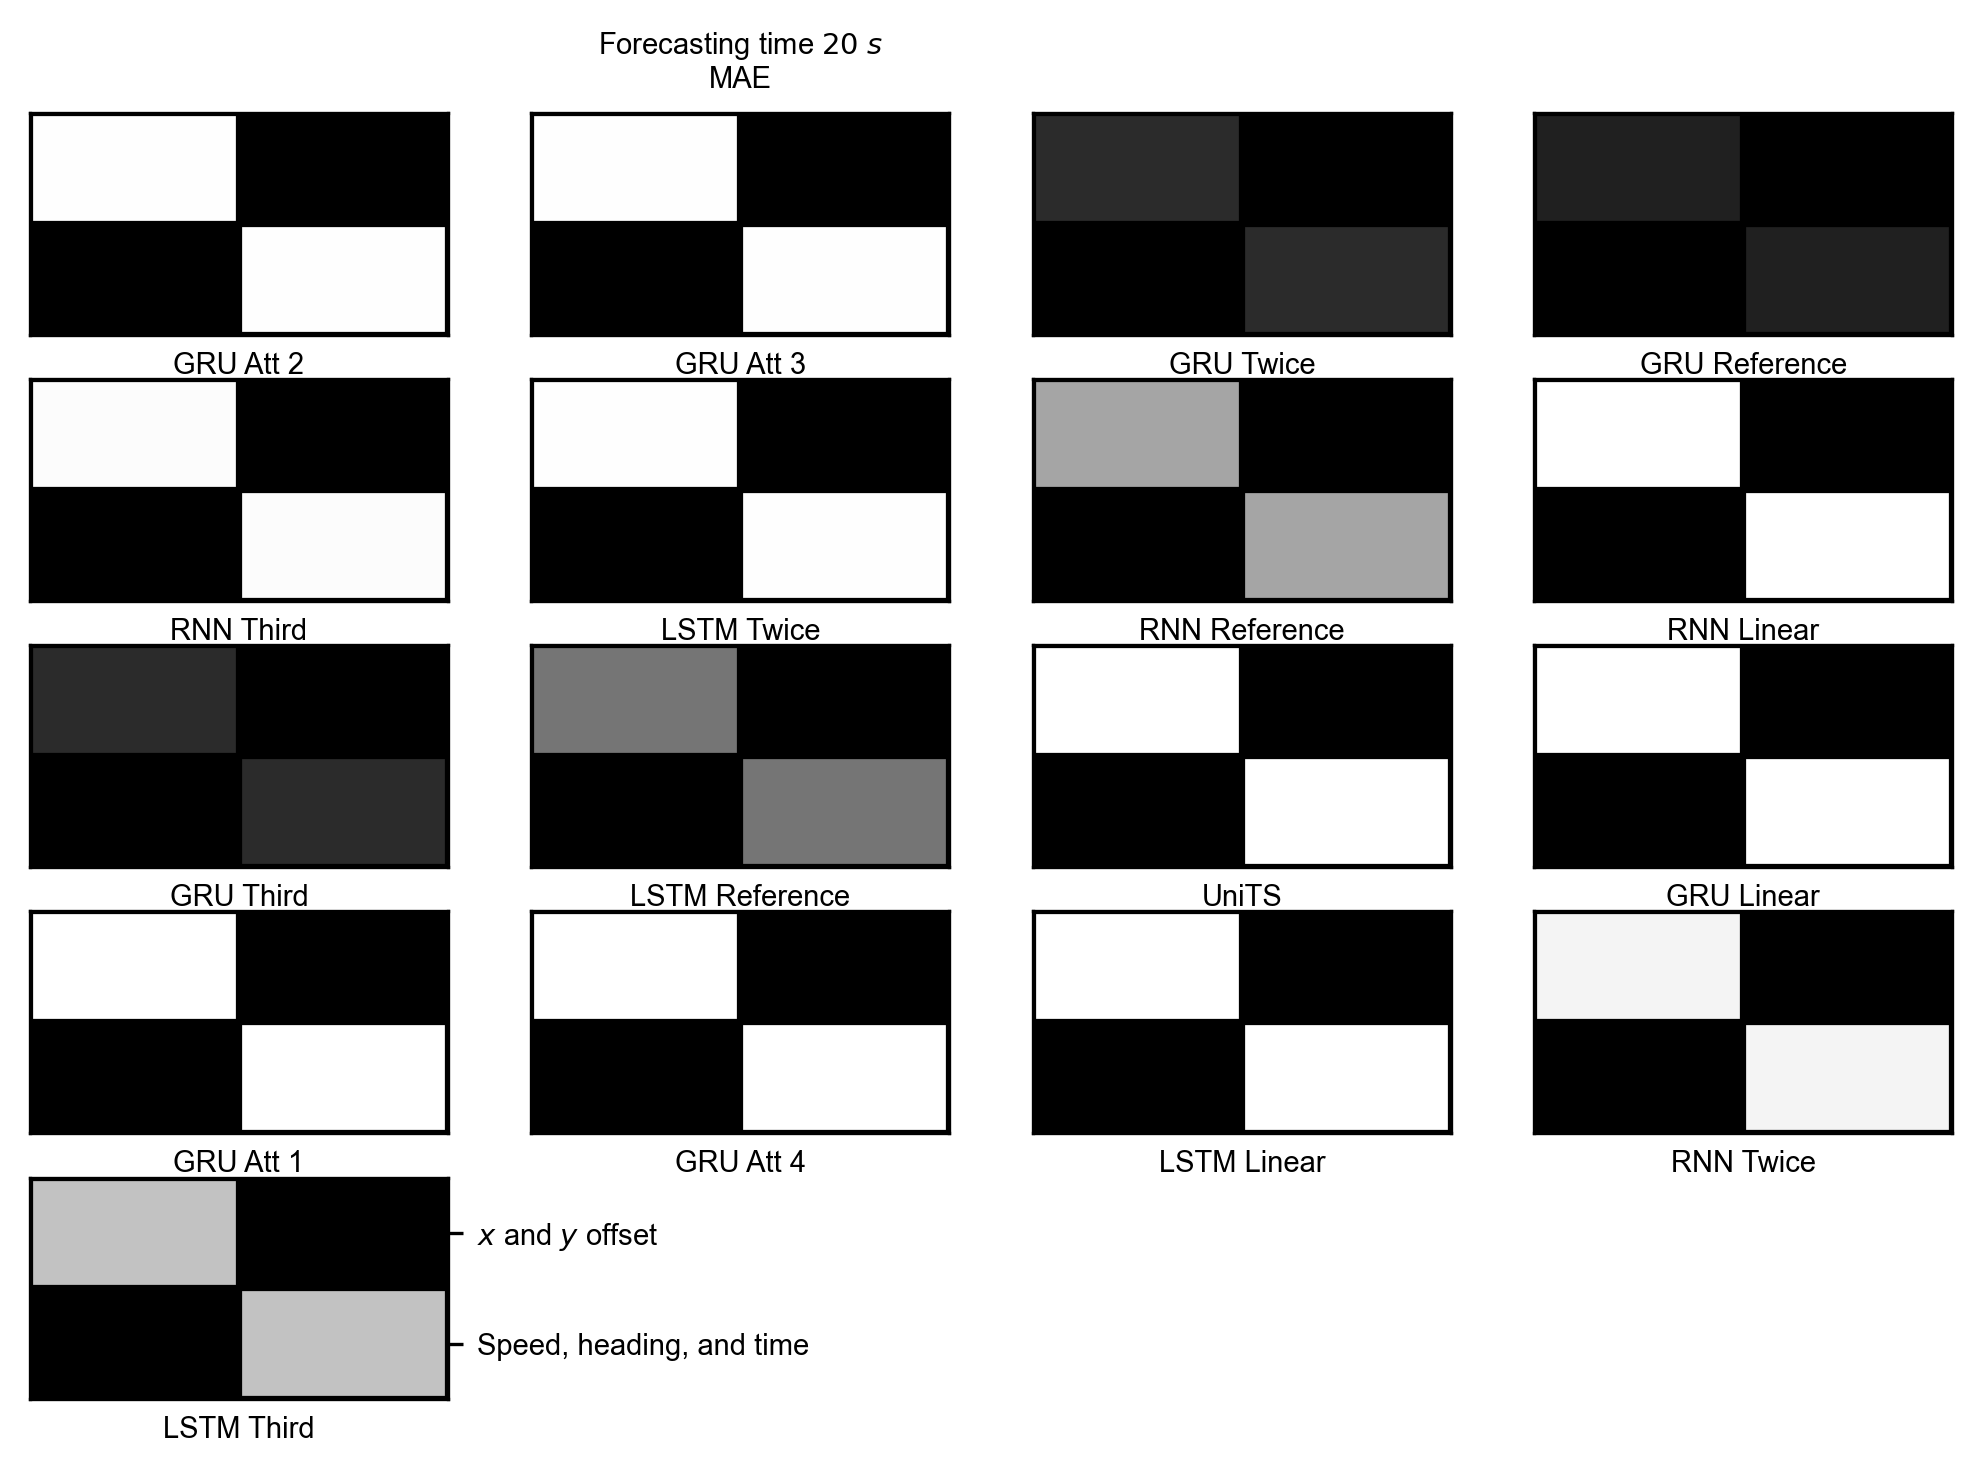 Forecasting time 20 s
MAE
GRU Att 2
GRU Att 3
GRU Twice
GRU Reference
RNN Third
LSTM Twice
RNN Reference
RNN Linear
GRU Third
LSTM Reference
UniTS
GRU Linear
GRU Att 1
GRU Att 4
LSTM Linear
RNN Twice
x and y offset
Speed, heading, and time
LSTM Third